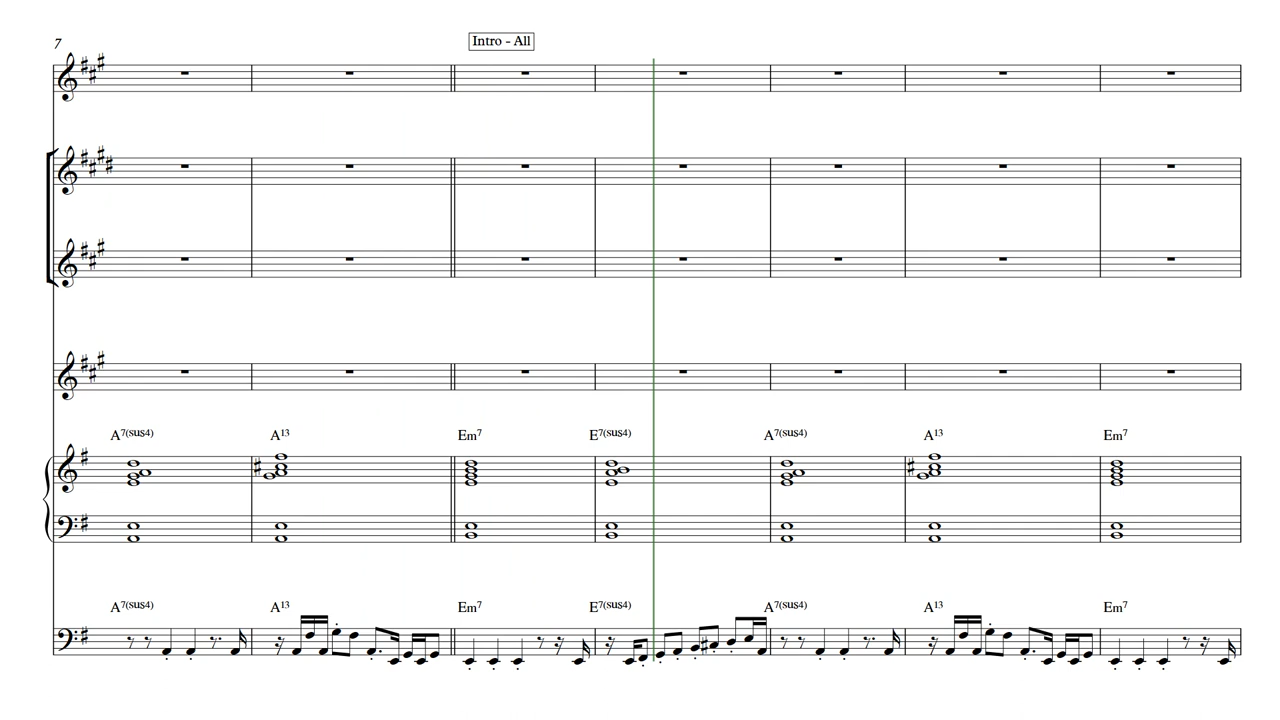 7
Intro - All
A7(sus4) A13 Em7 E7(sus4) A7(sus4) A13 Em7
A7(sus4) A13 Em7 E7(sus4) A7(sus4) A13 Em7